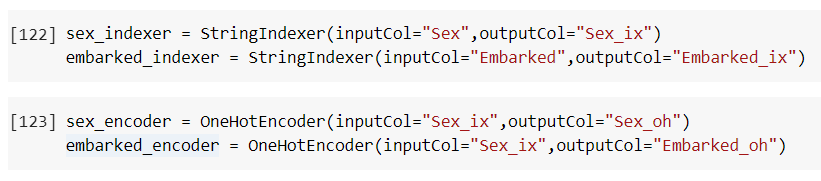 [122] sex_indexer = StringIndexer(inputCol="Sex",outputCol="Sex_ix")
embarked_indexer = StringIndexer(inputCol="Embarked",outputCol="Embarked_ix")
[123] sex_encoder = OneHotEncoder(inputCol="Sex_ix",outputCol="Sex_oh")
embarked_encoder = OneHotEncoder(inputCol="Sex_ix",outputCol="Embarked_oh")